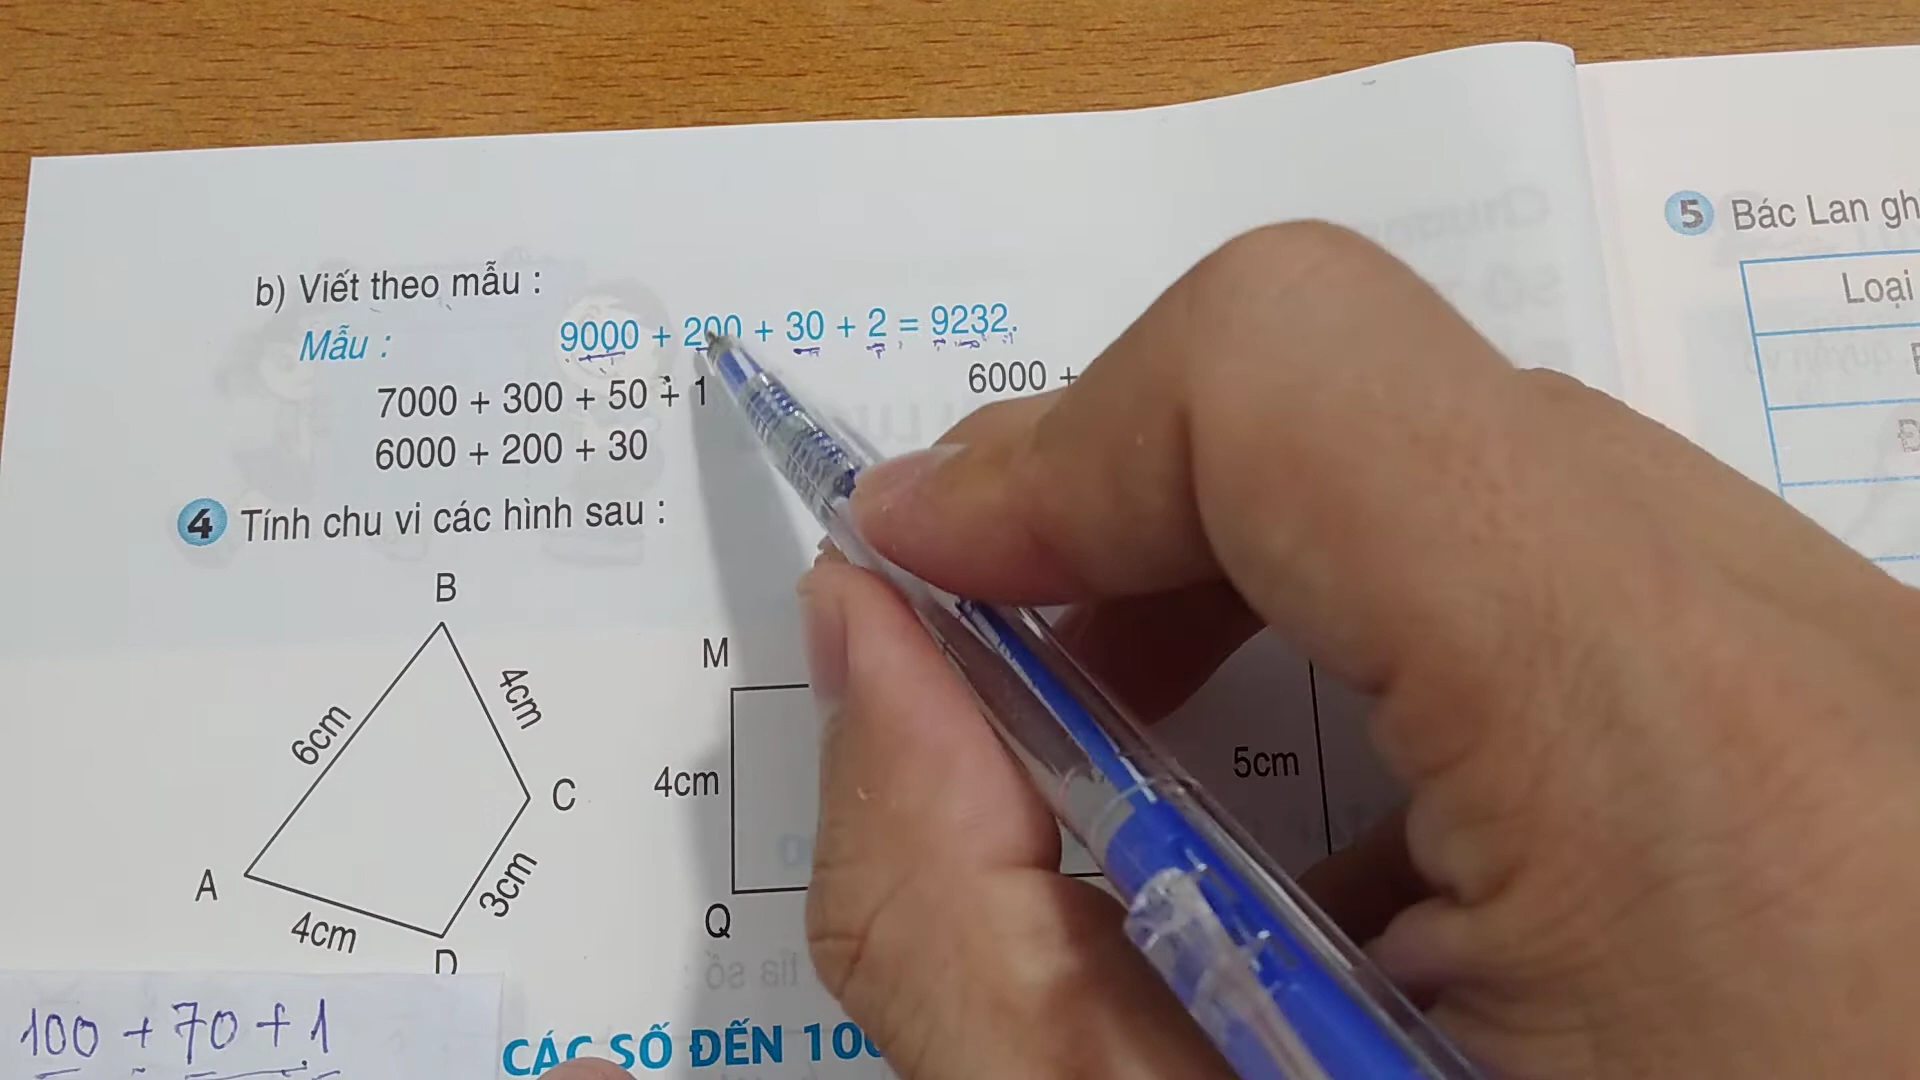 b) Viết theo mẫu :
Mẫu : 9000 + 200 + 30 + 2 = 9232.
7000 + 300 + 50 + 1
6000 +
6000 + 200 + 30
4 Tính chu vi các hình sau :
B
6cm
4cm
A
C
4cm
3cm
D
M
4cm
Q
5cm
100 + 70 + 1
CÁC SỐ ĐẾN
5 Bác Lan
Loại